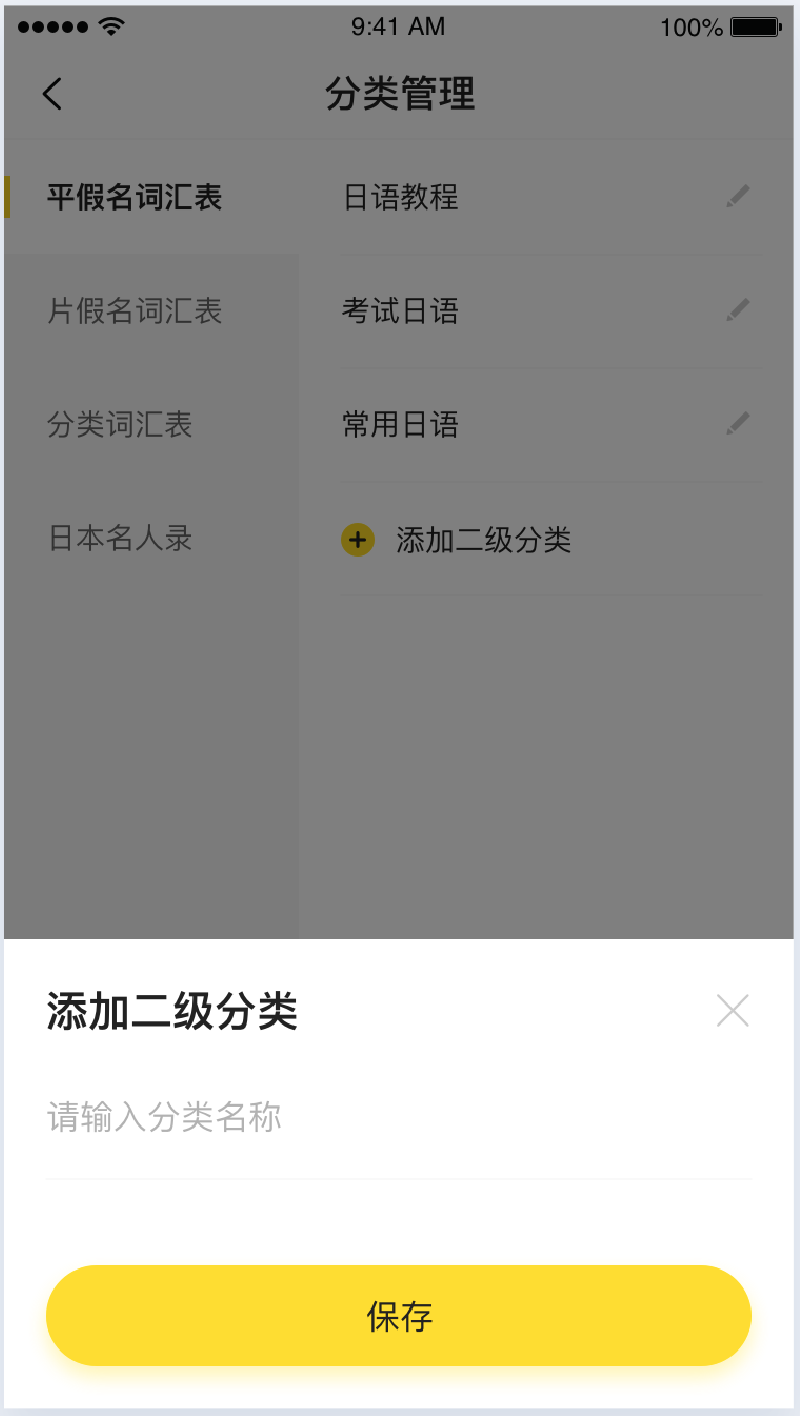 9:41 AM
100%
分类管理
平假名词汇表
日语教程
片假名词汇表
考试日语
分类词汇表
常用日语
日本名人录
添加二级分类
添加二级分类
请输入分类名称
保存